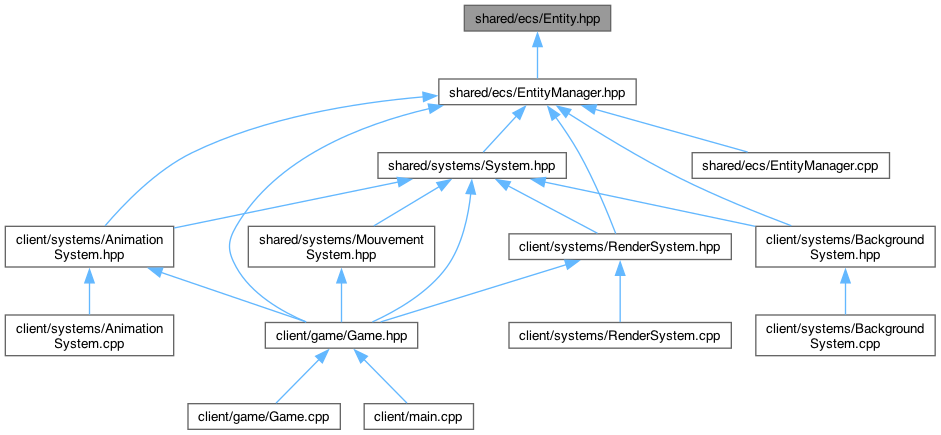 shared/ecs/Entity.hpp
shared/ecs/EntityManager.hpp
shared/systems/System.hpp
shared/ecs/EntityManager.cpp
client/systems/Animation
System.hpp
shared/systems/Mouvement
System.hpp
client/systems/RenderSystem.hpp
client/systems/Background
System.hpp
client/systems/Animation
System.cpp
client/game/Game.hpp
client/systems/RenderSystem.cpp
client/systems/Background
System.cpp
client/game/Game.cpp
client/main.cpp